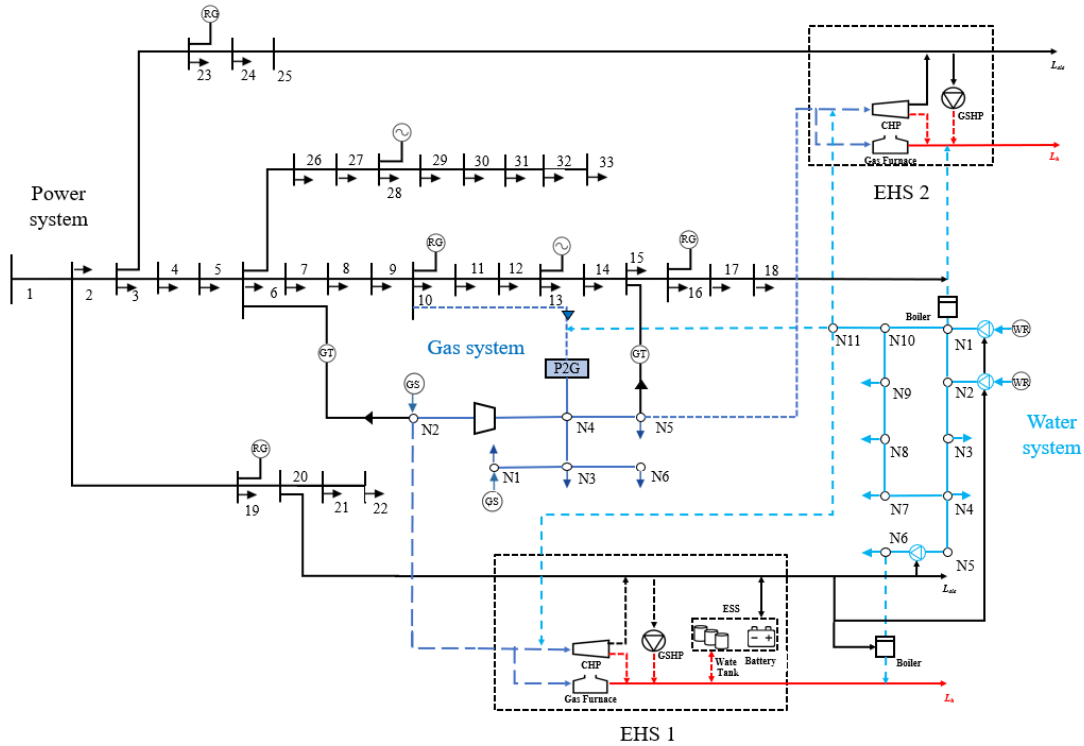 RG
23
24
25
L_ele
CHP
GSHP
Gas Furnace
L_h
EHS 2
26
27
28
29
30
31
32
33
Power
system
1
2
3
4
5
6
7
8
9
RG
10
11
12
13
14
15
RG
16
17
18
Boiler
GT
Gas system
GT
P2G
GS
N2
N4
N5
N1
N3
N6
GS
N11
N10
N1
WR
N2
WR
N9
N3
Water
system
N8
N7
N4
N6
N5
RG
19
20
21
22
L_ele
ESS
CHP
GSHP
Wate
Tank
Battery
Gas Furnace
Boiler
L_h
EHS 1